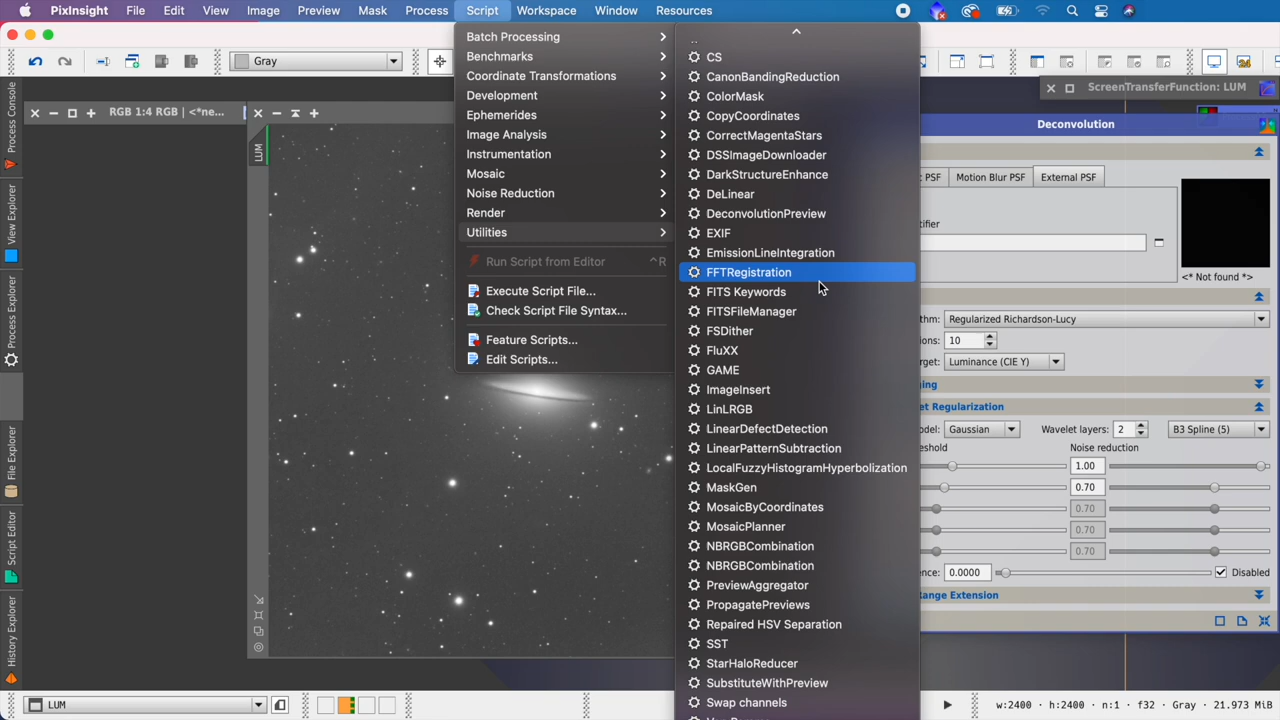 PixInsight File Edit View Image Preview Mask Process Script Workspace Window Resources
Gray
Process Console
View Explorer
Process Explorer
File Explorer
Script Editor
History Explorer
RGB 1:4 RGB | <*ne...
LUM
Batch Processing
Benchmarks
Coordinate Transformations
Development
Ephemerides
Image Analysis
Instrumentation
Mosaic
Noise Reduction
Render
Utilities
Run Script from Editor ^R
Execute Script File...
Check Script File Syntax...
Feature Scripts...
Edit Scripts...
CS
CanonBandingReduction
ColorMask
CopyCoordinates
CorrectMagentaStars
DSSImageDownloader
DarkStructureEnhance
DeLinear
DeconvolutionPreview
EXIF
EmissionLineIntegration
FFTRegistration
FITS Keywords
FITSFileManager
FSDither
FluXX
GAME
ImageInsert
LinLRGB
LinearDefectDetection
LinearPatternSubtraction
LocalFuzzyHistogramHyperbolization
MaskGen
MosaicByCoordinates
MosaicPlanner
NBRGBCombination
NBRGBCombination
PreviewAggregator
PropagatePreviews
Repaired HSV Separation
SST
StarHaloReducer
SubstituteWithPreview
Swap channels
ScreenTransferFunction: LUM
Deconvolution
PSF Motion Blur PSF External PSF
<* Not found *>
Regularized Richardson-Lucy
10
Luminance (CIE Y)
Gaussian Wavelet layers: 2 B3 Spline (5)
Noise reduction
1.00
0.70
0.70
0.70
0.70
0.0000 Disabled
LUM
w:2400 · h:2400 · n:1 · f32 · Gray · 21.973 MiB